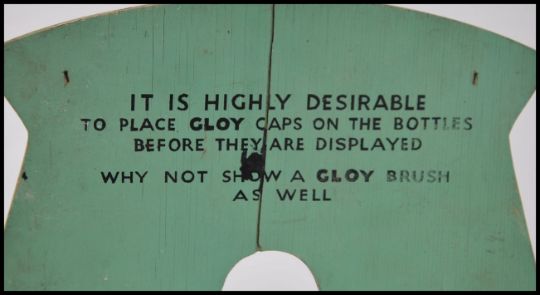 IT IS HIGHLY DESIRABLE
TO PLACE GLOY CAPS ON THE BOTTLES
BEFORE THEY ARE DISPLAYED
WHY NOT SHOW A GLOY BRUSH
AS WELL